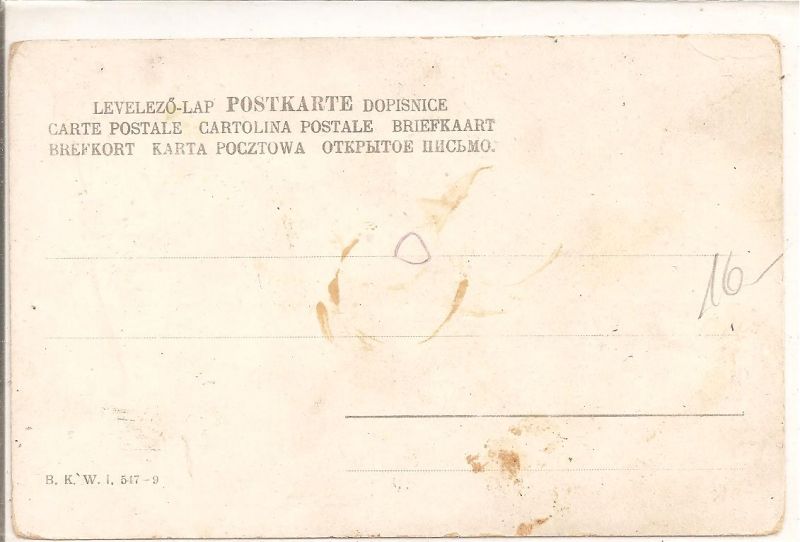 LEVELEZŐ-LAP POSTKARTE DOPISNICE
CARTE POSTALE CARTOLINA POSTALE BRIEFKAART
BREFKORT KARTA POCZTOWA ОТКРЫТОЕ ПИСЬМО.
16-
B. K. W. I. 547-9